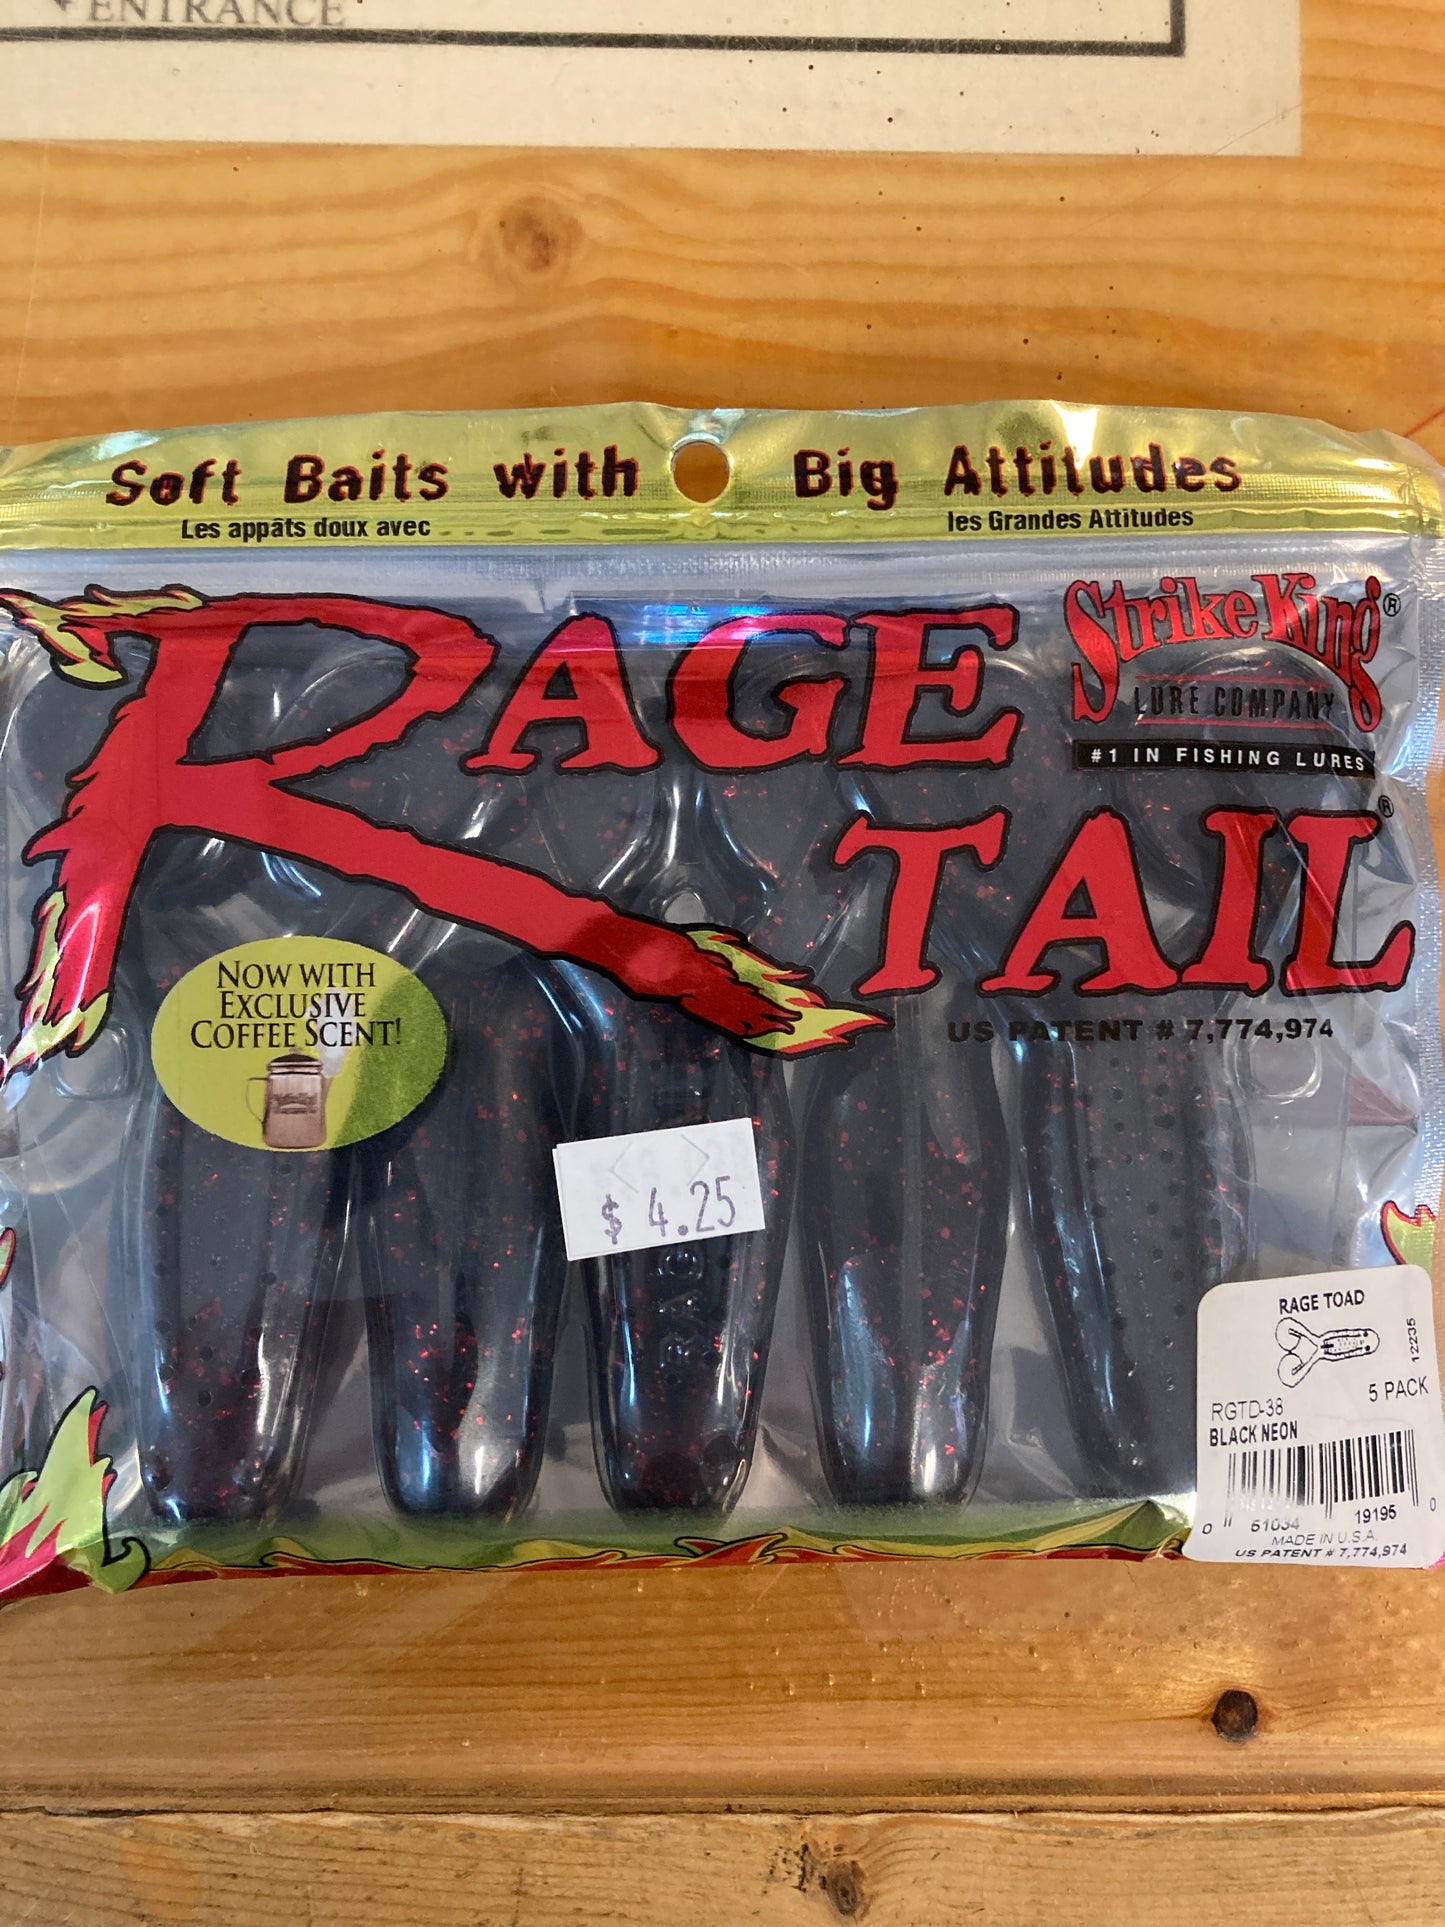 ENTRANCE
Soft Baits with Big Attitudes
Les appâts doux avec les Grandes Attitudes
RAGE
TAIL®
Strike King®
LURE COMPANY
#1 IN FISHING LURES
US PATENT # 7,774,974
NOW WITH
EXCLUSIVE
COFFEE SCENT!
$ 4.25
RAGE TOAD
12235
5 PACK
RGTD-38
BLACK NEON
0 51034 19195 0
MADE IN U.S.A.
US PATENT # 7,774,974